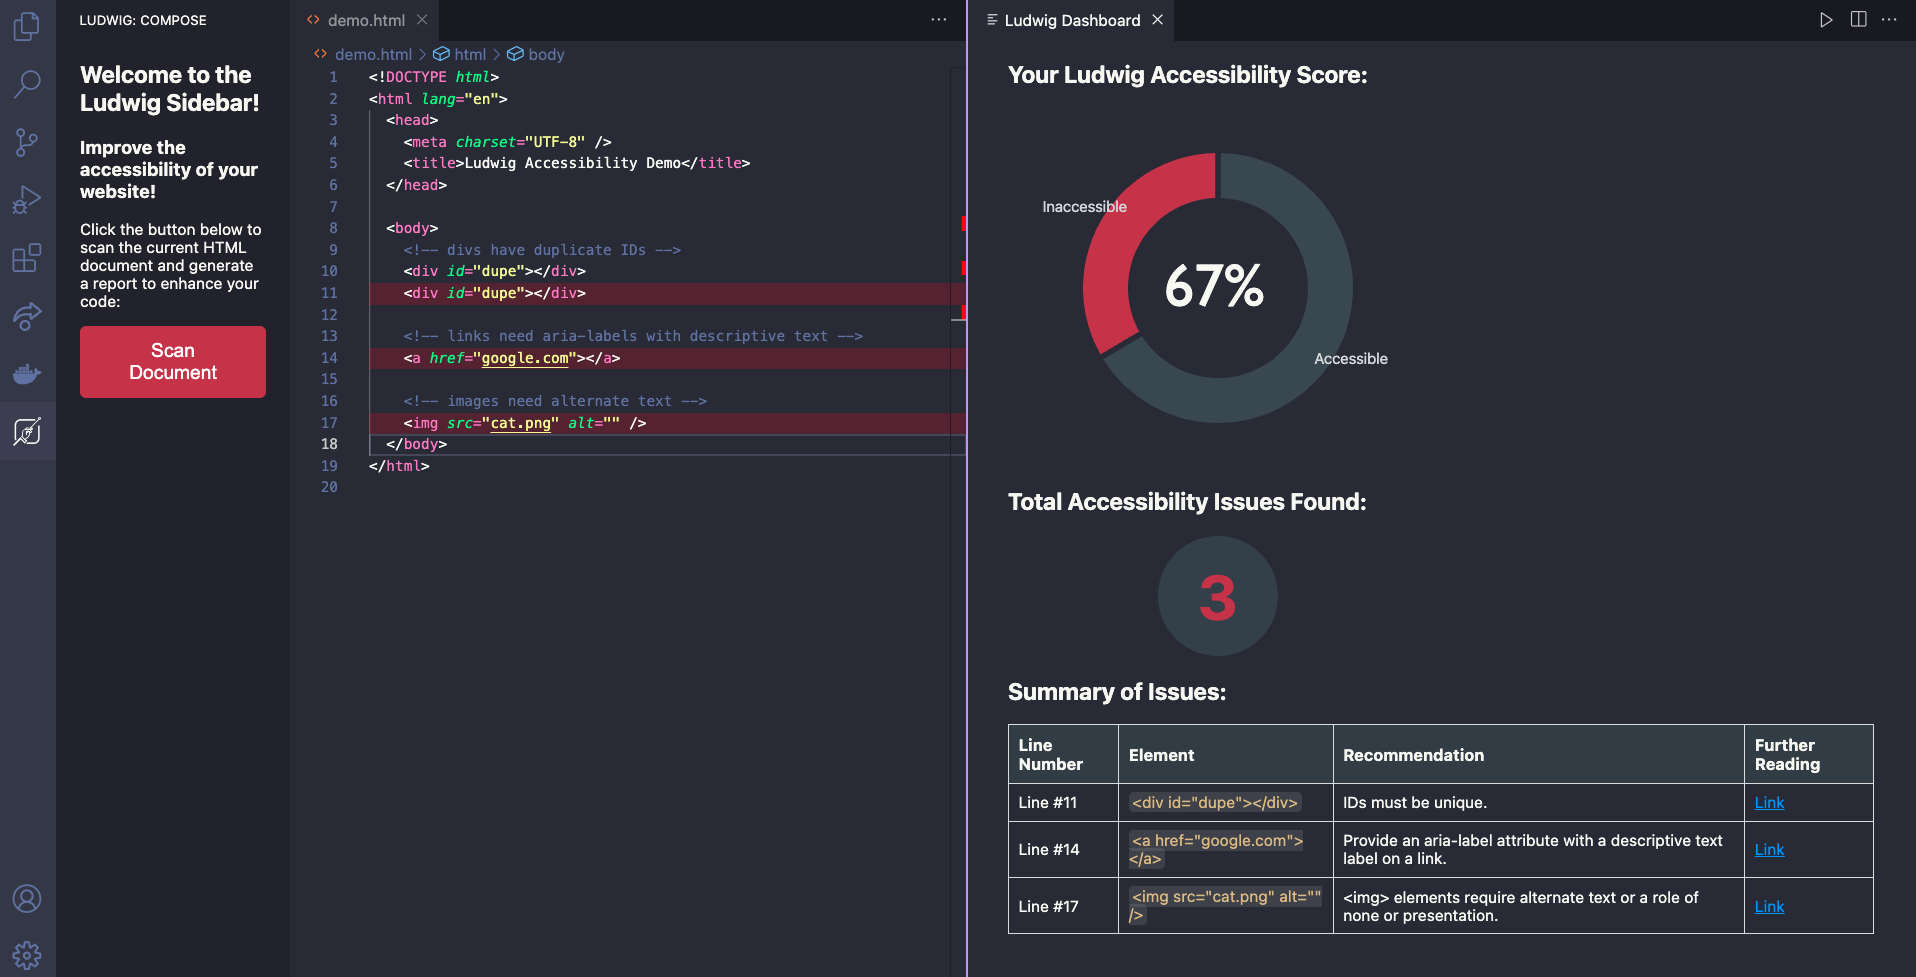 LUDWIG: COMPOSE
Welcome to the
Ludwig Sidebar!
Improve the
accessibility of your
website!
Click the button below to
scan the current HTML
document and generate
a report to enhance your
code:
Scan
Document
demo.html
demo.html > html > body
1 <!DOCTYPE html>
2 <html lang="en">
3 <head>
4 <meta charset="UTF-8" />
5 <title>Ludwig Accessibility Demo</title>
6 </head>
7
8 <body>
9 <!-- divs have duplicate IDs -->
10 <div id="dupe"></div>
11 <div id="dupe"></div>
12
13 <!-- links need aria-labels with descriptive text -->
14 <a href="google.com"></a>
15
16 <!-- images need alternate text -->
17 <img src="cat.png" alt="" />
18 </body>
19 </html>
20
Ludwig Dashboard
Your Ludwig Accessibility Score:
Inaccessible
67%
Accessible
Total Accessibility Issues Found:
3
Summary of Issues:
Line
Number
Element
Recommendation
Further
Reading
Line #11
<div id="dupe"></div>
IDs must be unique.
Link
Line #14
<a href="google.com">
</a>
Provide an aria-label attribute with a descriptive text
label on a link.
Link
Line #17
<img src="cat.png" alt=""
/>
<img> elements require alternate text or a role of
none or presentation.
Link